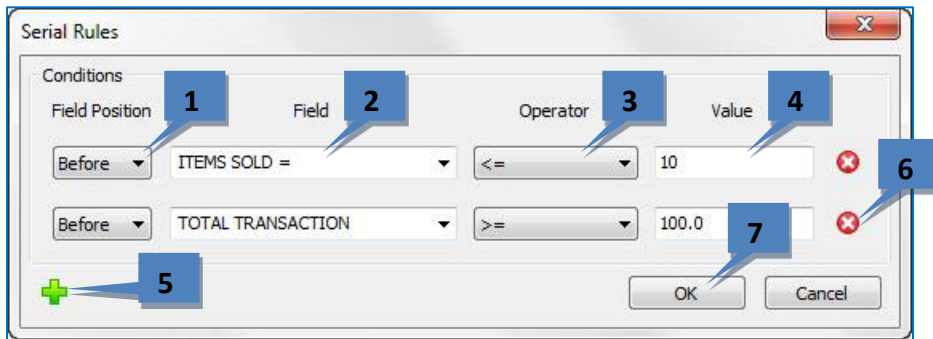 Serial Rules
Conditions
Field Position 1 Field 2 Operator 3 Value 4
Before ITEMS SOLD = <= 10 6
Before TOTAL TRANSACTION >= 100.0 7
5 OK Cancel